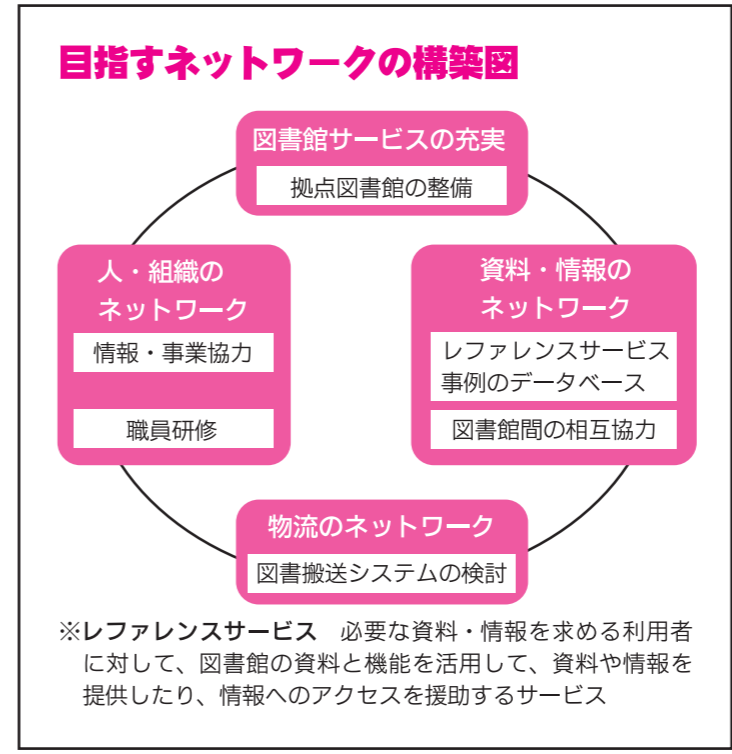 目指すネットワークの構築図
図書館サービスの充実
拠点図書館の整備
人・組織の
ネットワーク
情報・事業協力
職員研修
資料・情報の
ネットワーク
レファレンスサービス
事例のデータベース
図書館間の相互協力
物流のネットワーク
図書搬送システムの検討
※レファレンスサービス　必要な資料・情報を求める利用者
に対して、図書館の資料と機能を活用して、資料や情報を
提供したり、情報へのアクセスを援助するサービス